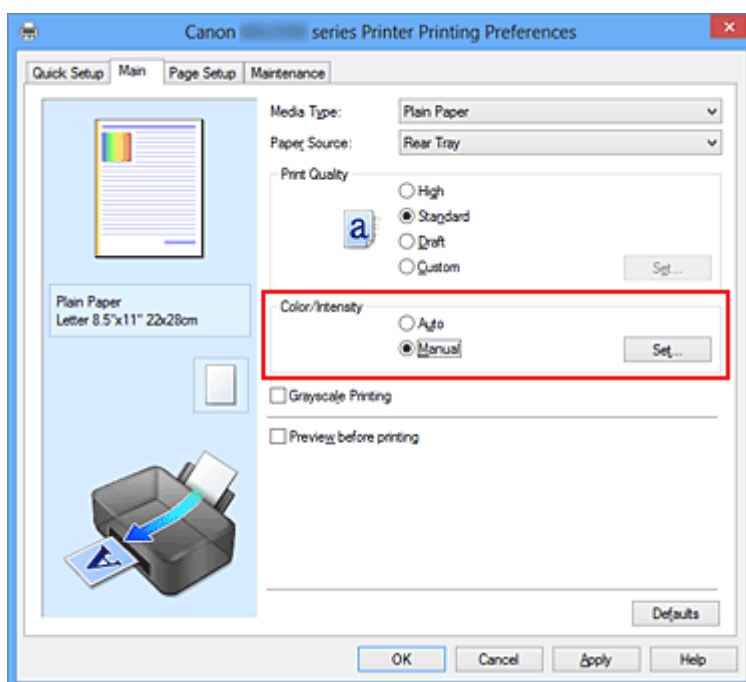 Canon series Printer Printing Preferences
Quick Setup Main Page Setup Maintenance
Media Type: Plain Paper
Paper Source: Rear Tray
Print Quality
High
a
Standard
Draft
Custom Set...
Plain Paper
Letter 8.5"x11" 22x28cm
Color/Intensity
Auto
Manual Set...
Grayscale Printing
Preview before printing
A
Defaults
OK Cancel Apply Help